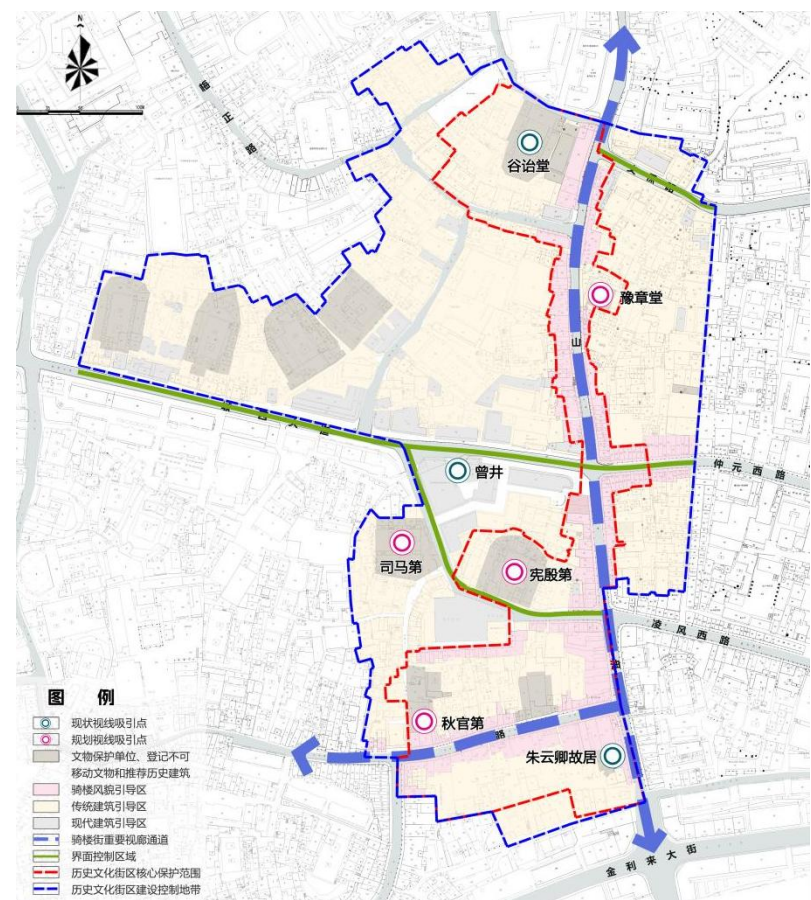 N
梅正路
谷诒堂
豫章堂
山
曾井
仲元西路
司马第
宪殷第
凌风西路
油
秋官第
路
朱云卿故居
金利来大街
图 例
现状视线吸引点
规划视线吸引点
文物保护单位、登记不可
移动文物和推荐历史建筑
骑楼风貌引导区
传统建筑引导区
现代建筑引导区
骑楼街重要视廊通道
界面控制区域
历史文化街区核心保护范围
历史文化街区建设控制地带